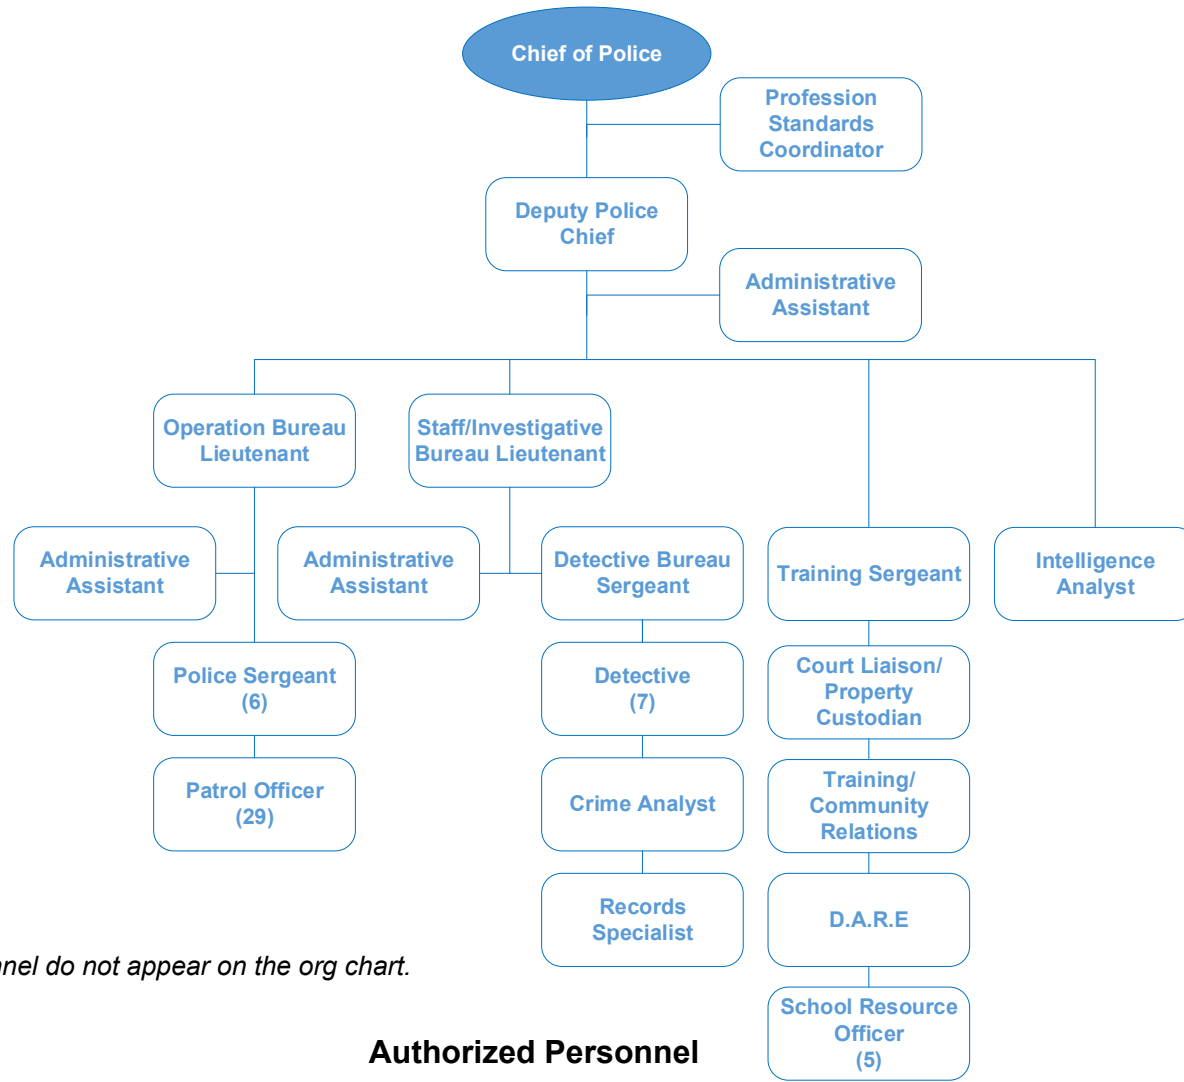 Chief of Police
Profession
Standards
Coordinator
Deputy Police
Chief
Administrative
Assistant
Operation Bureau
Lieutenant
Staff/Investigative
Bureau Lieutenant
Administrative
Assistant
Administrative
Assistant
Detective Bureau
Sergeant
Training Sergeant
Intelligence
Analyst
Police Sergeant
(6)
Detective
(7)
Court Liaison/
Property
Custodian
Patrol Officer
(29)
Crime Analyst
Training/
Community
Relations
Records
Specialist
D.A.R.E
do not appear on the org chart.
School Resource
Officer
(5)
Authorized Personnel